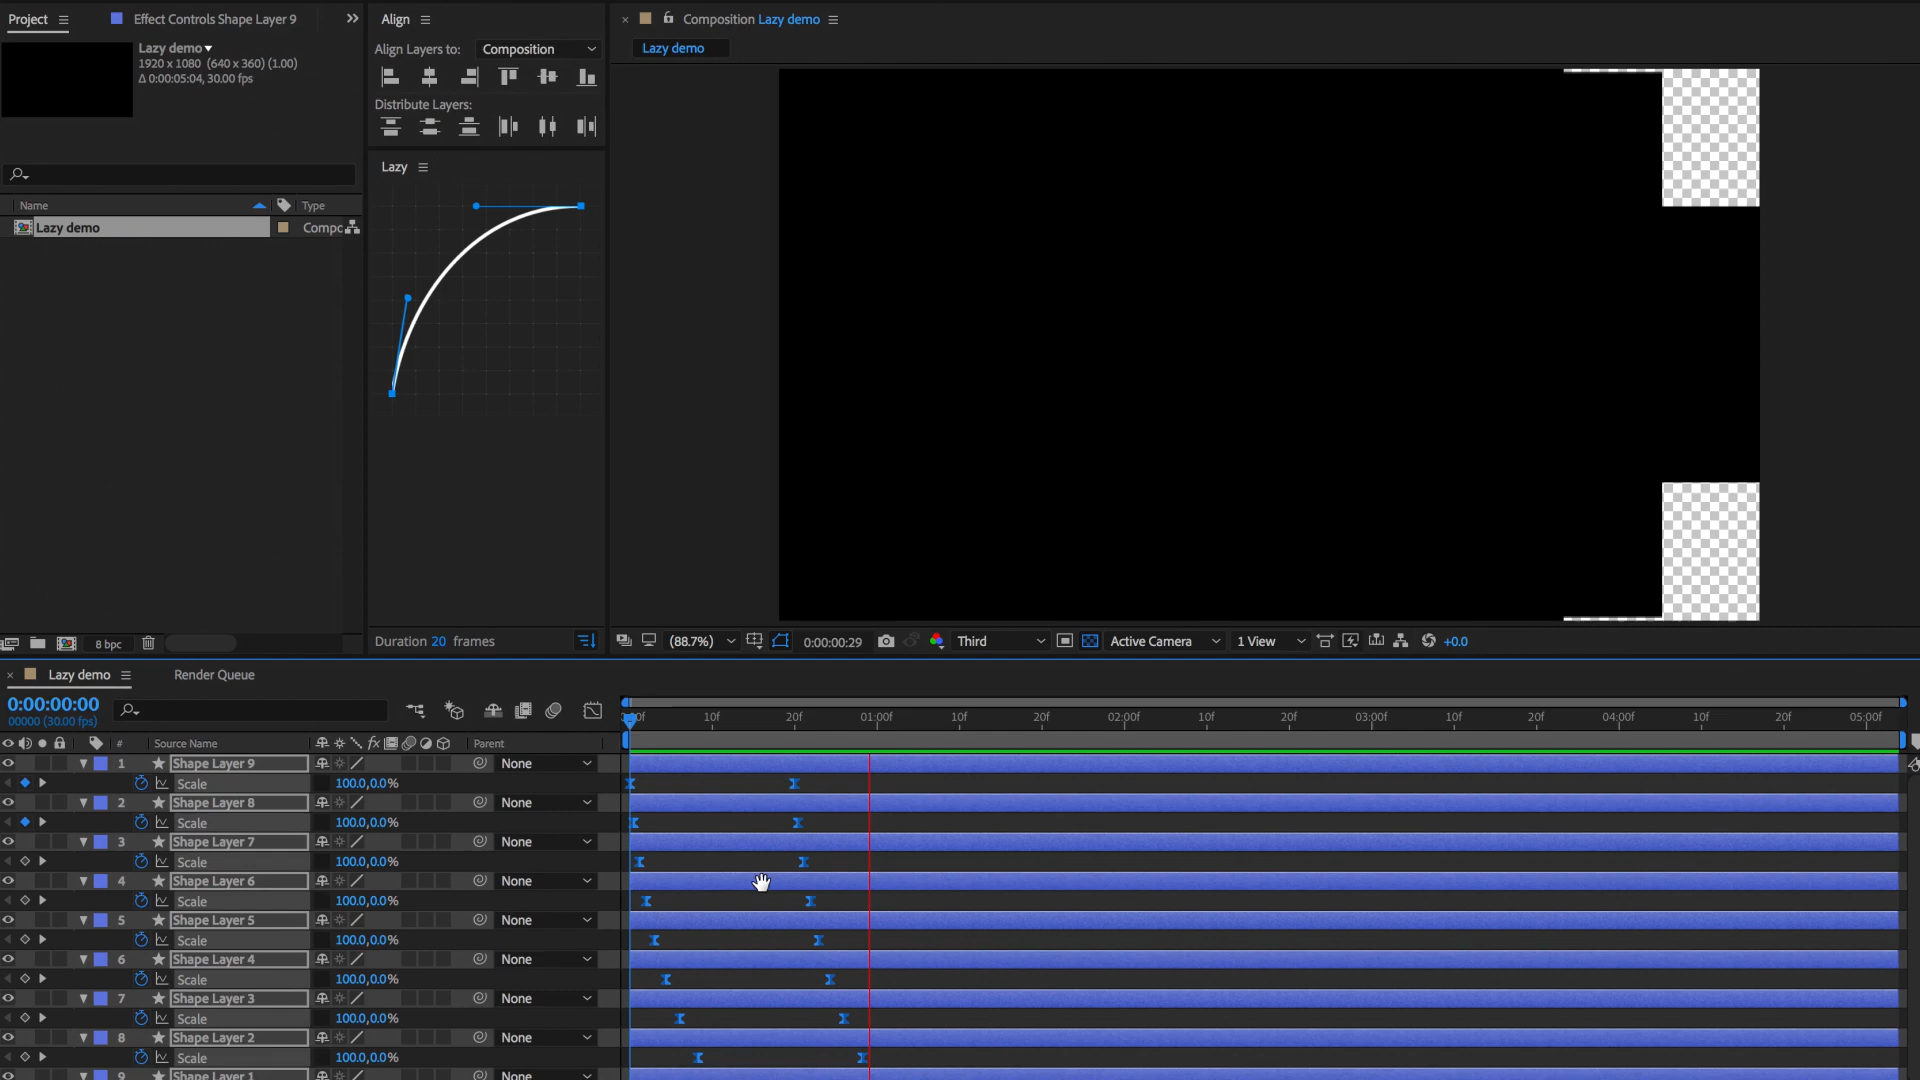 Project
Effect Controls Shape Layer 9
Lazy demo
1920 x 1080 (640 x 360) (1.00)
Δ 0:00:05:04, 30.00 fps
Name
Type
Lazy demo
Compo
8 bpc
Align
Align Layers to:
Composition
Distribute Layers:
Lazy
Duration 20 frames
Composition Lazy demo
Lazy demo
(88.7%)
0:00:00:29
Third
Active Camera
1 View
+0.0
Lazy demo
Render Queue
0:00:00:00
00000 (30.00 fps)
10f 20f 01:00f 10f 20f 02:00f 10f 20f 03:00f 10f 20f 04:00f 10f 20f 05:00f
# Source Name fx Parent
1 Shape Layer 9 None
Scale 100.0,0.0%
2 Shape Layer 8 None
Scale 100.0,0.0%
3 Shape Layer 7 None
Scale 100.0,0.0%
4 Shape Layer 6 None
Scale 100.0,0.0%
5 Shape Layer 5 None
Scale 100.0,0.0%
6 Shape Layer 4 None
Scale 100.0,0.0%
7 Shape Layer 3 None
Scale 100.0,0.0%
8 Shape Layer 2 None
Scale 100.0,0.0%
9 Shape Layer 1 None